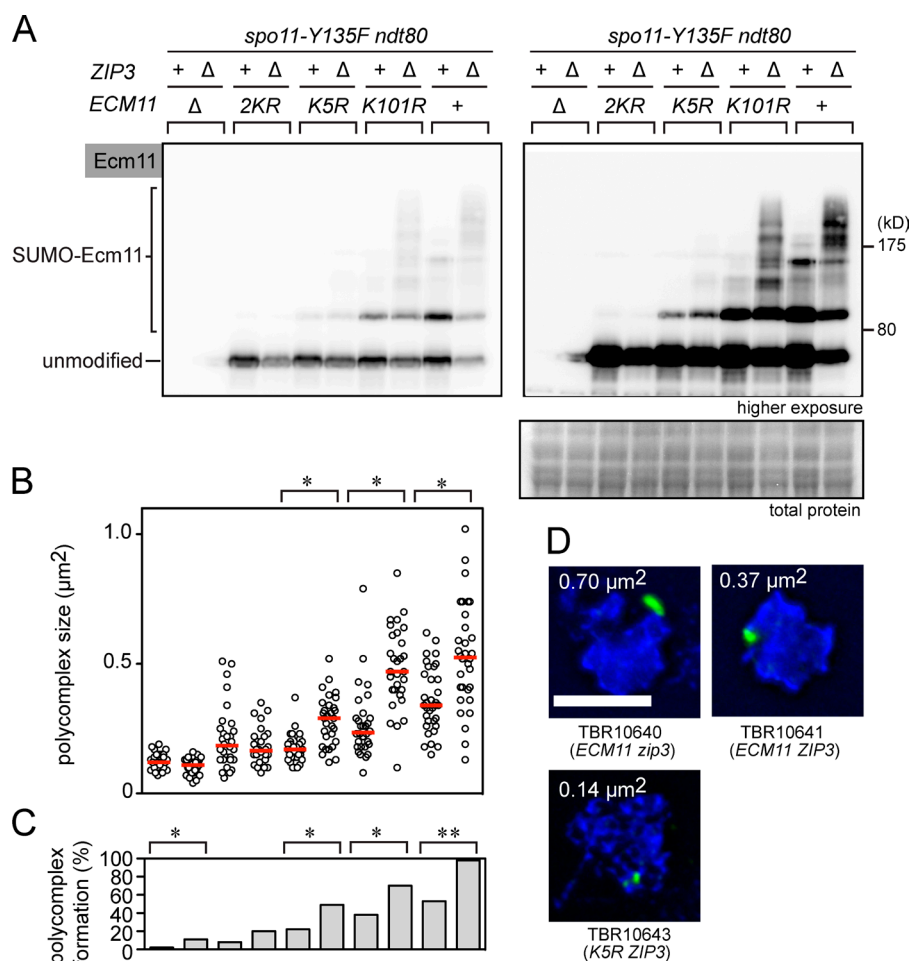 A
spo11-Y135F ndt80
spo11-Y135F ndt80
ZIP3 + Δ + Δ + Δ + Δ + Δ
+ Δ + Δ + Δ + Δ + Δ
ECM11 Δ 2KR K5R K101R +
Δ 2KR K5R K101R +
Ecm11
SUMO-Ecm11
unmodified
(kD)
175
80
higher exposure
total protein
B
* * *
polycomplex size (µm2)
1.0
0.5
0
C
* * * **
polycomplex
ormation (%)
100
80
60
40
20
0
D
0.70 µm2
0.37 µm2
TBR10640
(ECM11 zip3)
TBR10641
(ECM11 ZIP3)
0.14 µm2
TBR10643
(K5R ZIP3)